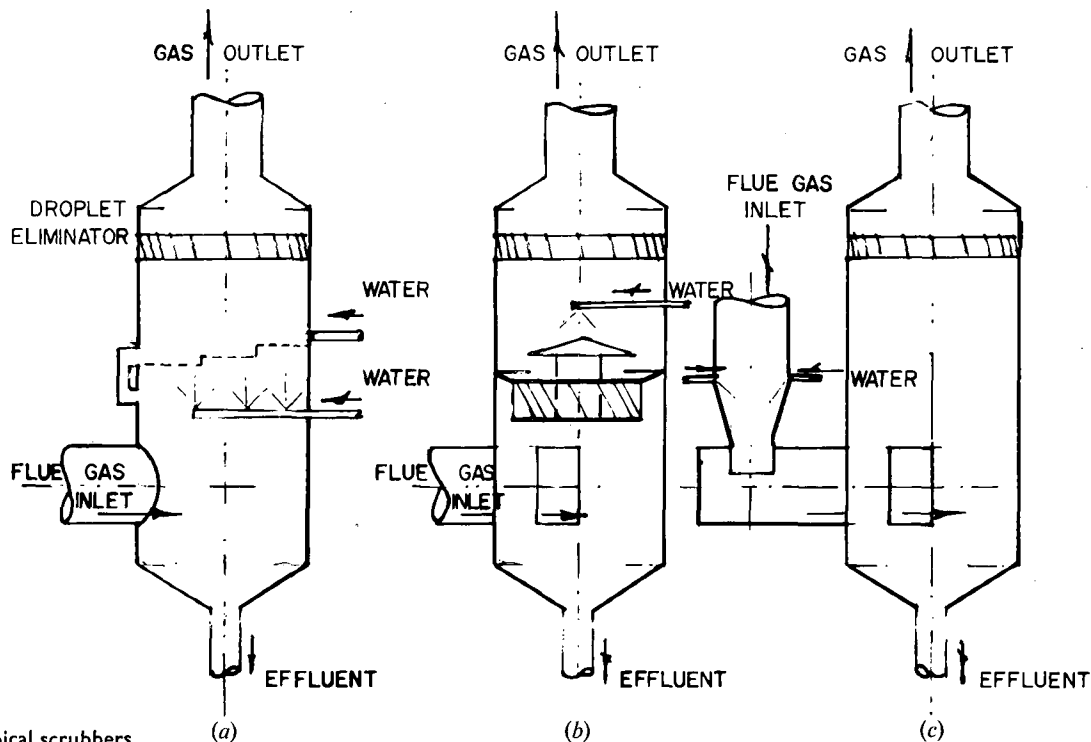 GAS OUTLET
GAS OUTLET
GAS OUTLET
FLUE GAS
INLET
DROPLET
ELIMINATOR
WATER
WATER
WATER
WATER
FLUE GAS
INLET
FLUE GAS
INLET
EFFLUENT
EFFLUENT
EFFLUENT
(a)
(b)
(c)
scrubbers